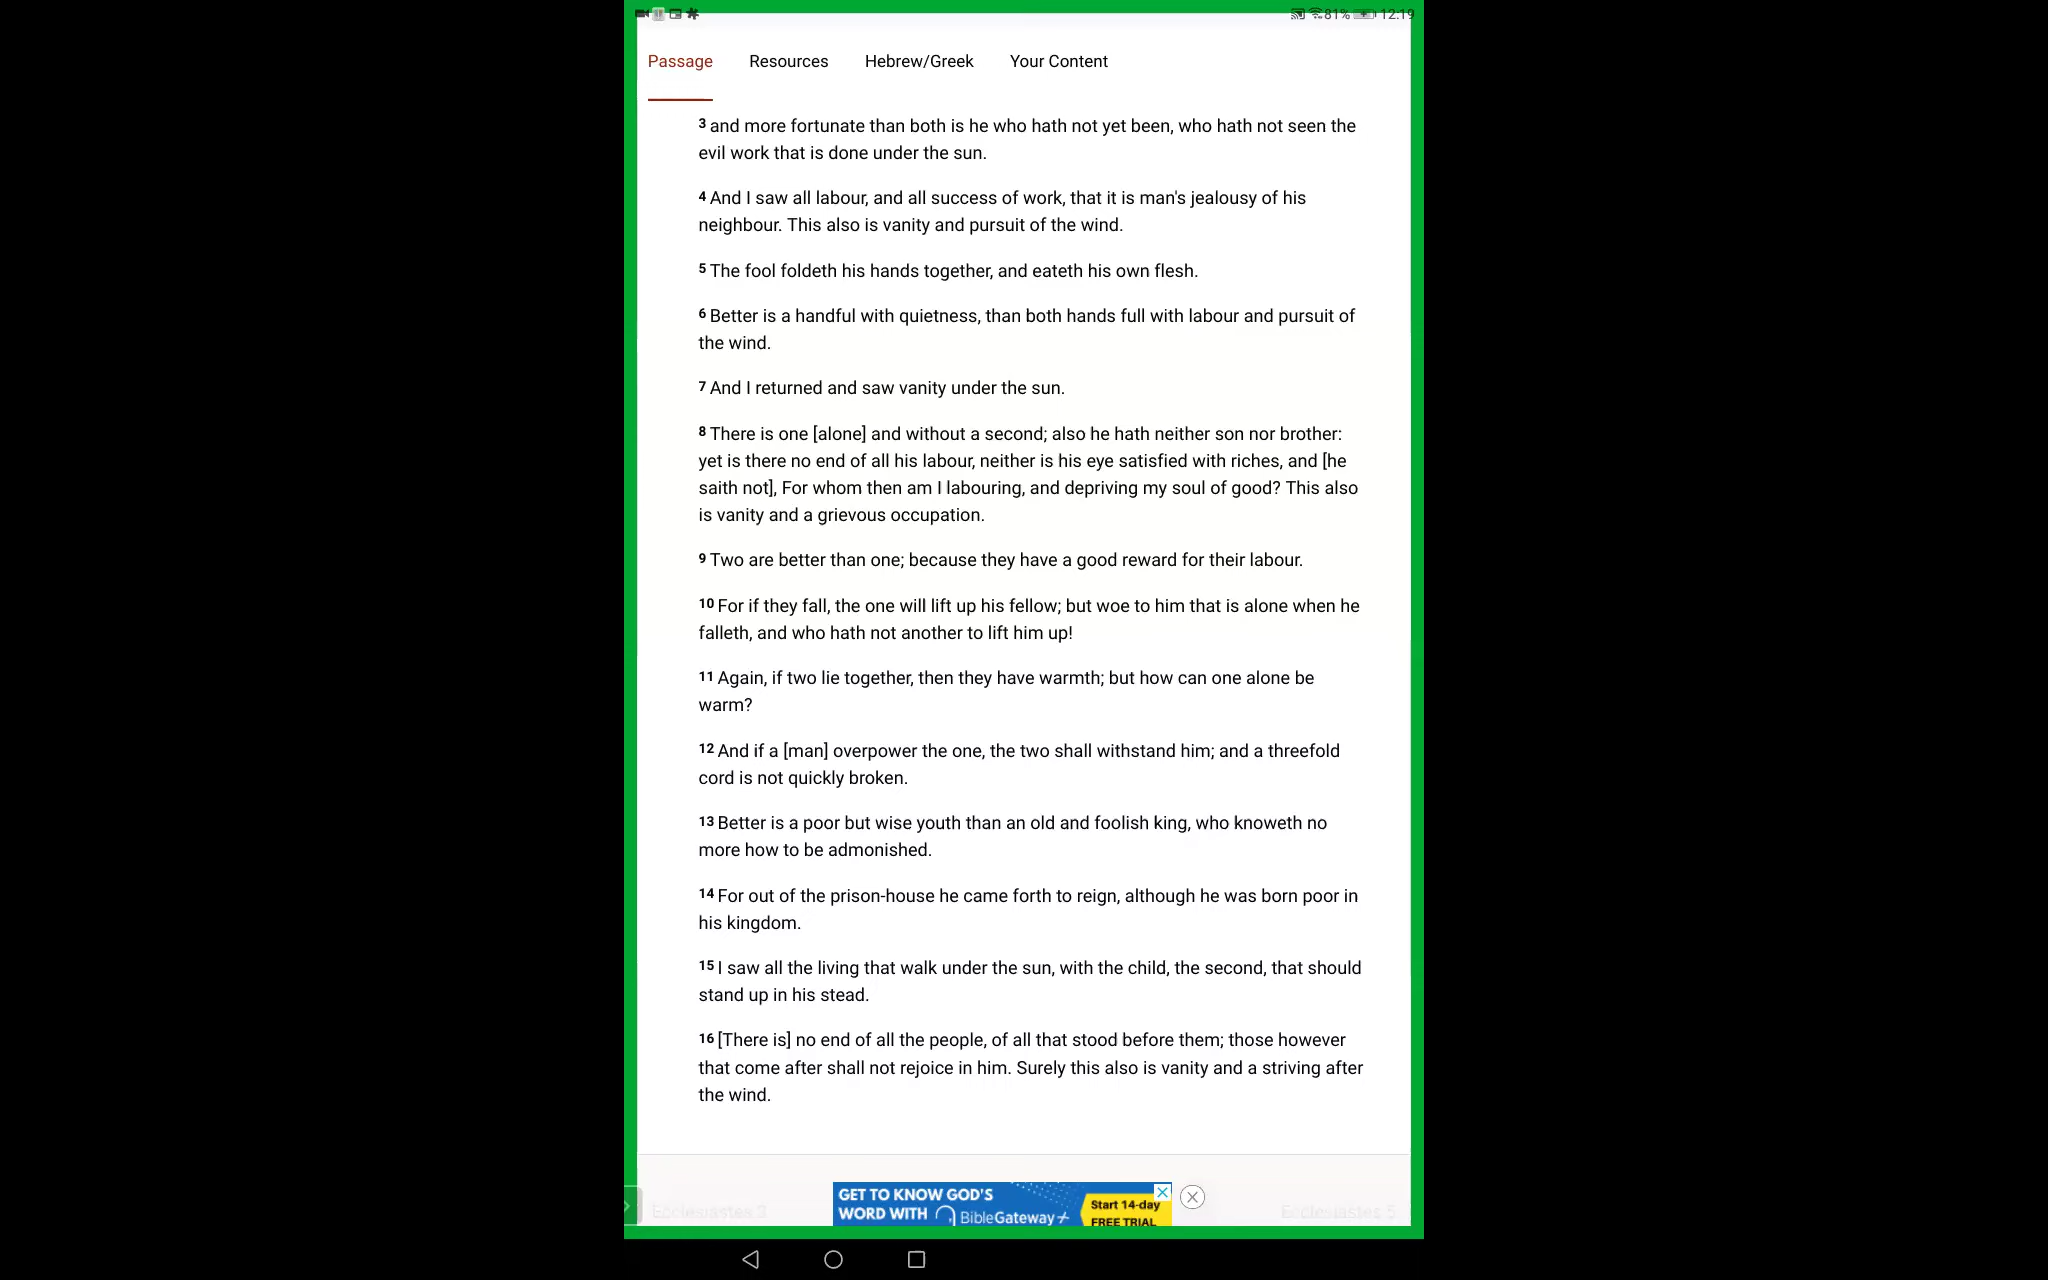 81% 12:19
Passage Resources Hebrew/Greek Your Content
3 and more fortunate than both is he who hath not yet been, who hath not seen the
evil work that is done under the sun.
4 And I saw all labour, and all success of work, that it is man's jealousy of his
neighbour. This also is vanity and pursuit of the wind.
5 The fool foldeth his hands together, and eateth his own flesh.
6 Better is a handful with quietness, than both hands full with labour and pursuit of
the wind.
7 And I returned and saw vanity under the sun.
8 There is one [alone] and without a second; also he hath neither son nor brother:
yet is there no end of all his labour, neither is his eye satisfied with riches, and [he
saith not], For whom then am I labouring, and depriving my soul of good? This also
is vanity and a grievous occupation.
9 Two are better than one; because they have a good reward for their labour.
10 For if they fall, the one will lift up his fellow; but woe to him that is alone when he
falleth, and who hath not another to lift him up!
11 Again, if two lie together, then they have warmth; but how can one alone be
warm?
12 And if a [man] overpower the one, the two shall withstand him; and a threefold
cord is not quickly broken.
13 Better is a poor but wise youth than an old and foolish king, who knoweth no
more how to be admonished.
14 For out of the prison-house he came forth to reign, although he was born poor in
his kingdom.
15 I saw all the living that walk under the sun, with the child, the second, that should
stand up in his stead.
16 [There is] no end of all the people, of all that stood before them; those however
that come after shall not rejoice in him. Surely this also is vanity and a striving after
the wind.
Ecclesiastes 3
GET TO KNOW GOD'S
WORD WITH BibleGateway+
Start 14-day
FREE TRIAL
Ecclesiastes 5